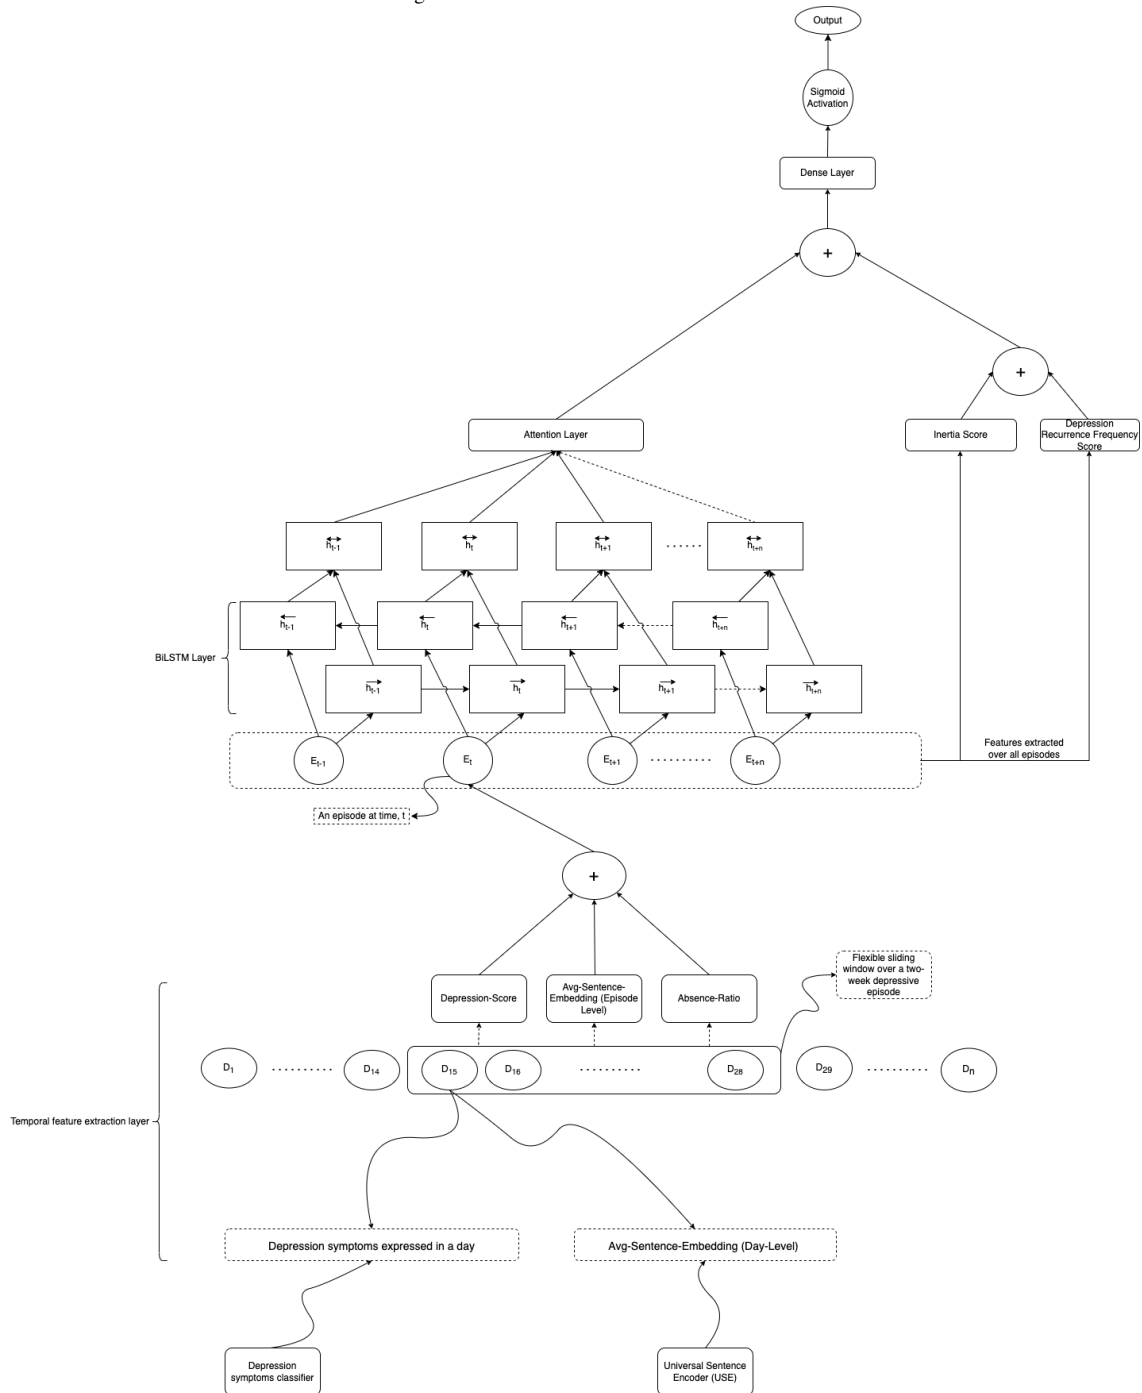 Output
Sigmoid
Activation
Dense Layer
+
+
Attention Layer
Inertia Score
Depression
Recurrence Frequency
Score
h t-1
h t
h t+1
......
h t+n
h t-1
h t
h t+1
h t+n
BiLSTM Layer
h t-1
h t
h t+1
h t+n
E t-1
E t
E t+1
.........
E t+n
Features extracted
over all episodes
An episode at time, t
+
Flexible sliding
window over a two-
week depressive
episode
Depression-Score
Avg-Sentence-
Embedding (Episode
Level)
Absence-Ratio
D1
.........
D14
D15
D16
.........
D28
D29
.........
Dn
Temporal feature extraction layer
Depression symptoms expressed in a day
Avg-Sentence-Embedding (Day-Level)
Depression
symptoms classifier
Universal Sentence
Encoder (USE)